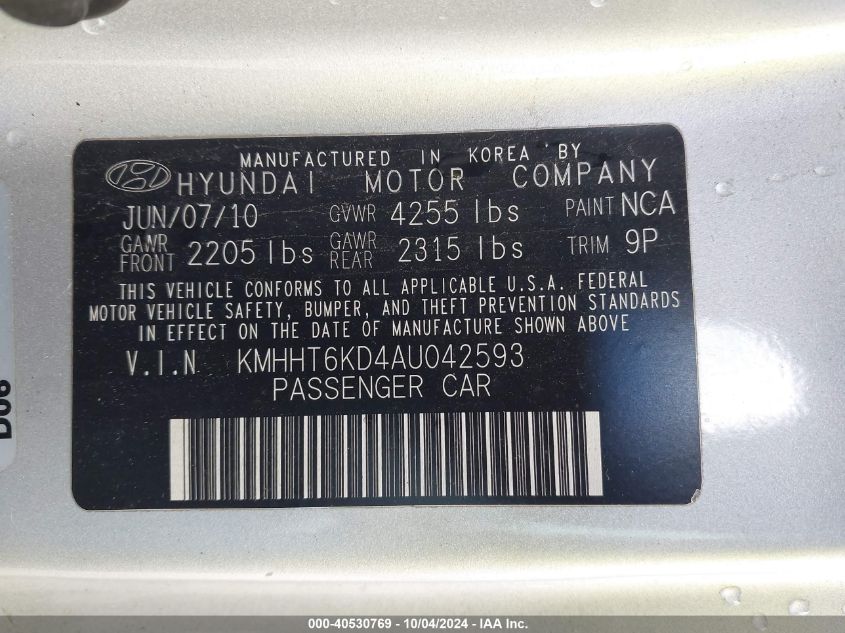 MANUFACTURED IN KOREA BY
HYUNDAI MOTOR COMPANY
JUN/07/10 GVWR 4255 lbs PAINT NCA
GAWR FRONT 2205 lbs GAWR REAR 2315 lbs TRIM 9P
THIS VEHICLE CONFORMS TO ALL APPLICABLE U.S.A. FEDERAL
MOTOR VEHICLE SAFETY, BUMPER, AND THEFT PREVENTION STANDARDS
IN EFFECT ON THE DATE OF MANUFACTURE SHOWN ABOVE
V.I.N KMHHT6KD4AU042593
PASSENGER CAR
000-40530769 - 10/04/2024 - IAA Inc.